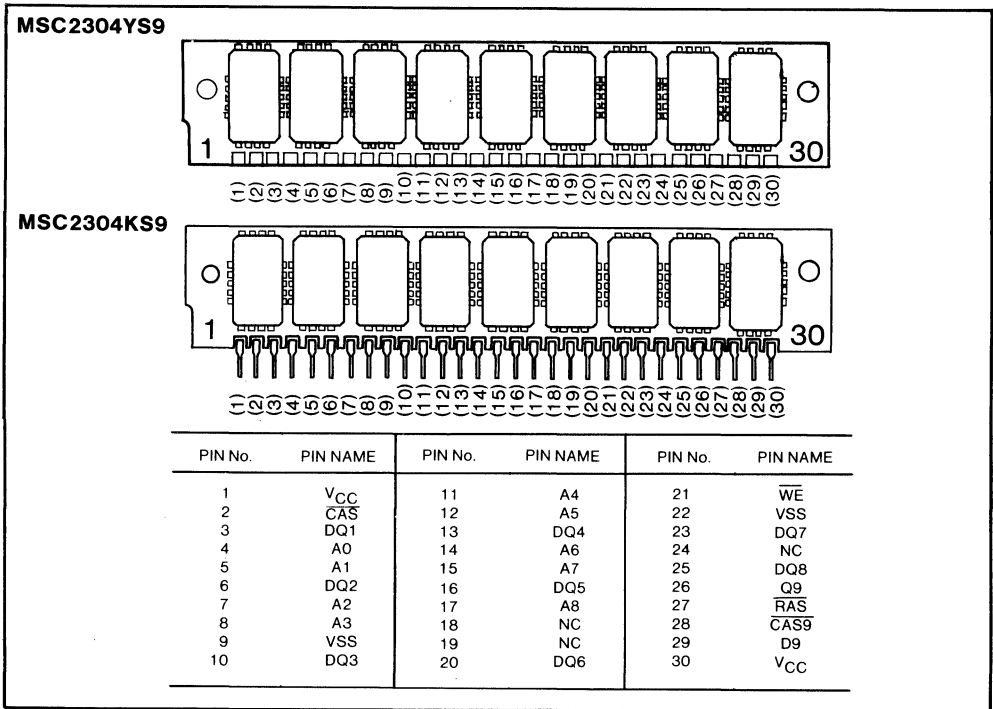 MSC2304YS9
1 30
(1) (2) (3) (4) (5) (6) (7) (8) (9) (10) (11) (12) (13) (14) (15) (16) (17) (18) (19) (20) (21) (22) (23) (24) (25) (26) (27) (28) (29) (30)
MSC2304KS9
1 30
(1) (2) (3) (4) (5) (6) (7) (8) (9) (10) (11) (12) (13) (14) (15) (16) (17) (18) (19) (20) (21) (22) (23) (24) (25) (26) (27) (28) (29) (30)
PIN No. PIN NAME PIN No. PIN NAME PIN No. PIN NAME
1 VCC 11 A4 21 W̅E̅
2 C̅A̅S̅ 12 A5 22 VSS
3 DQ1 13 DQ4 23 DQ7
4 A0 14 A6 24 NC
5 A1 15 A7 25 DQ8
6 DQ2 16 DQ5 26 Q9
7 A2 17 A8 27 R̅A̅S̅
8 A3 18 NC 28 C̅A̅S̅9̅
9 VSS 19 NC 29 D9
10 DQ3 20 DQ6 30 VCC